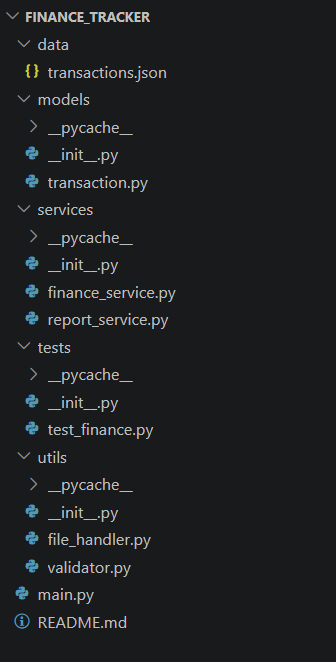 FINANCE_TRACKER
data
{} transactions.json
models
__pycache__
__init__.py
transaction.py
services
__pycache__
__init__.py
finance_service.py
report_service.py
tests
__pycache__
__init__.py
test_finance.py
utils
__pycache__
__init__.py
file_handler.py
validator.py
main.py
README.md